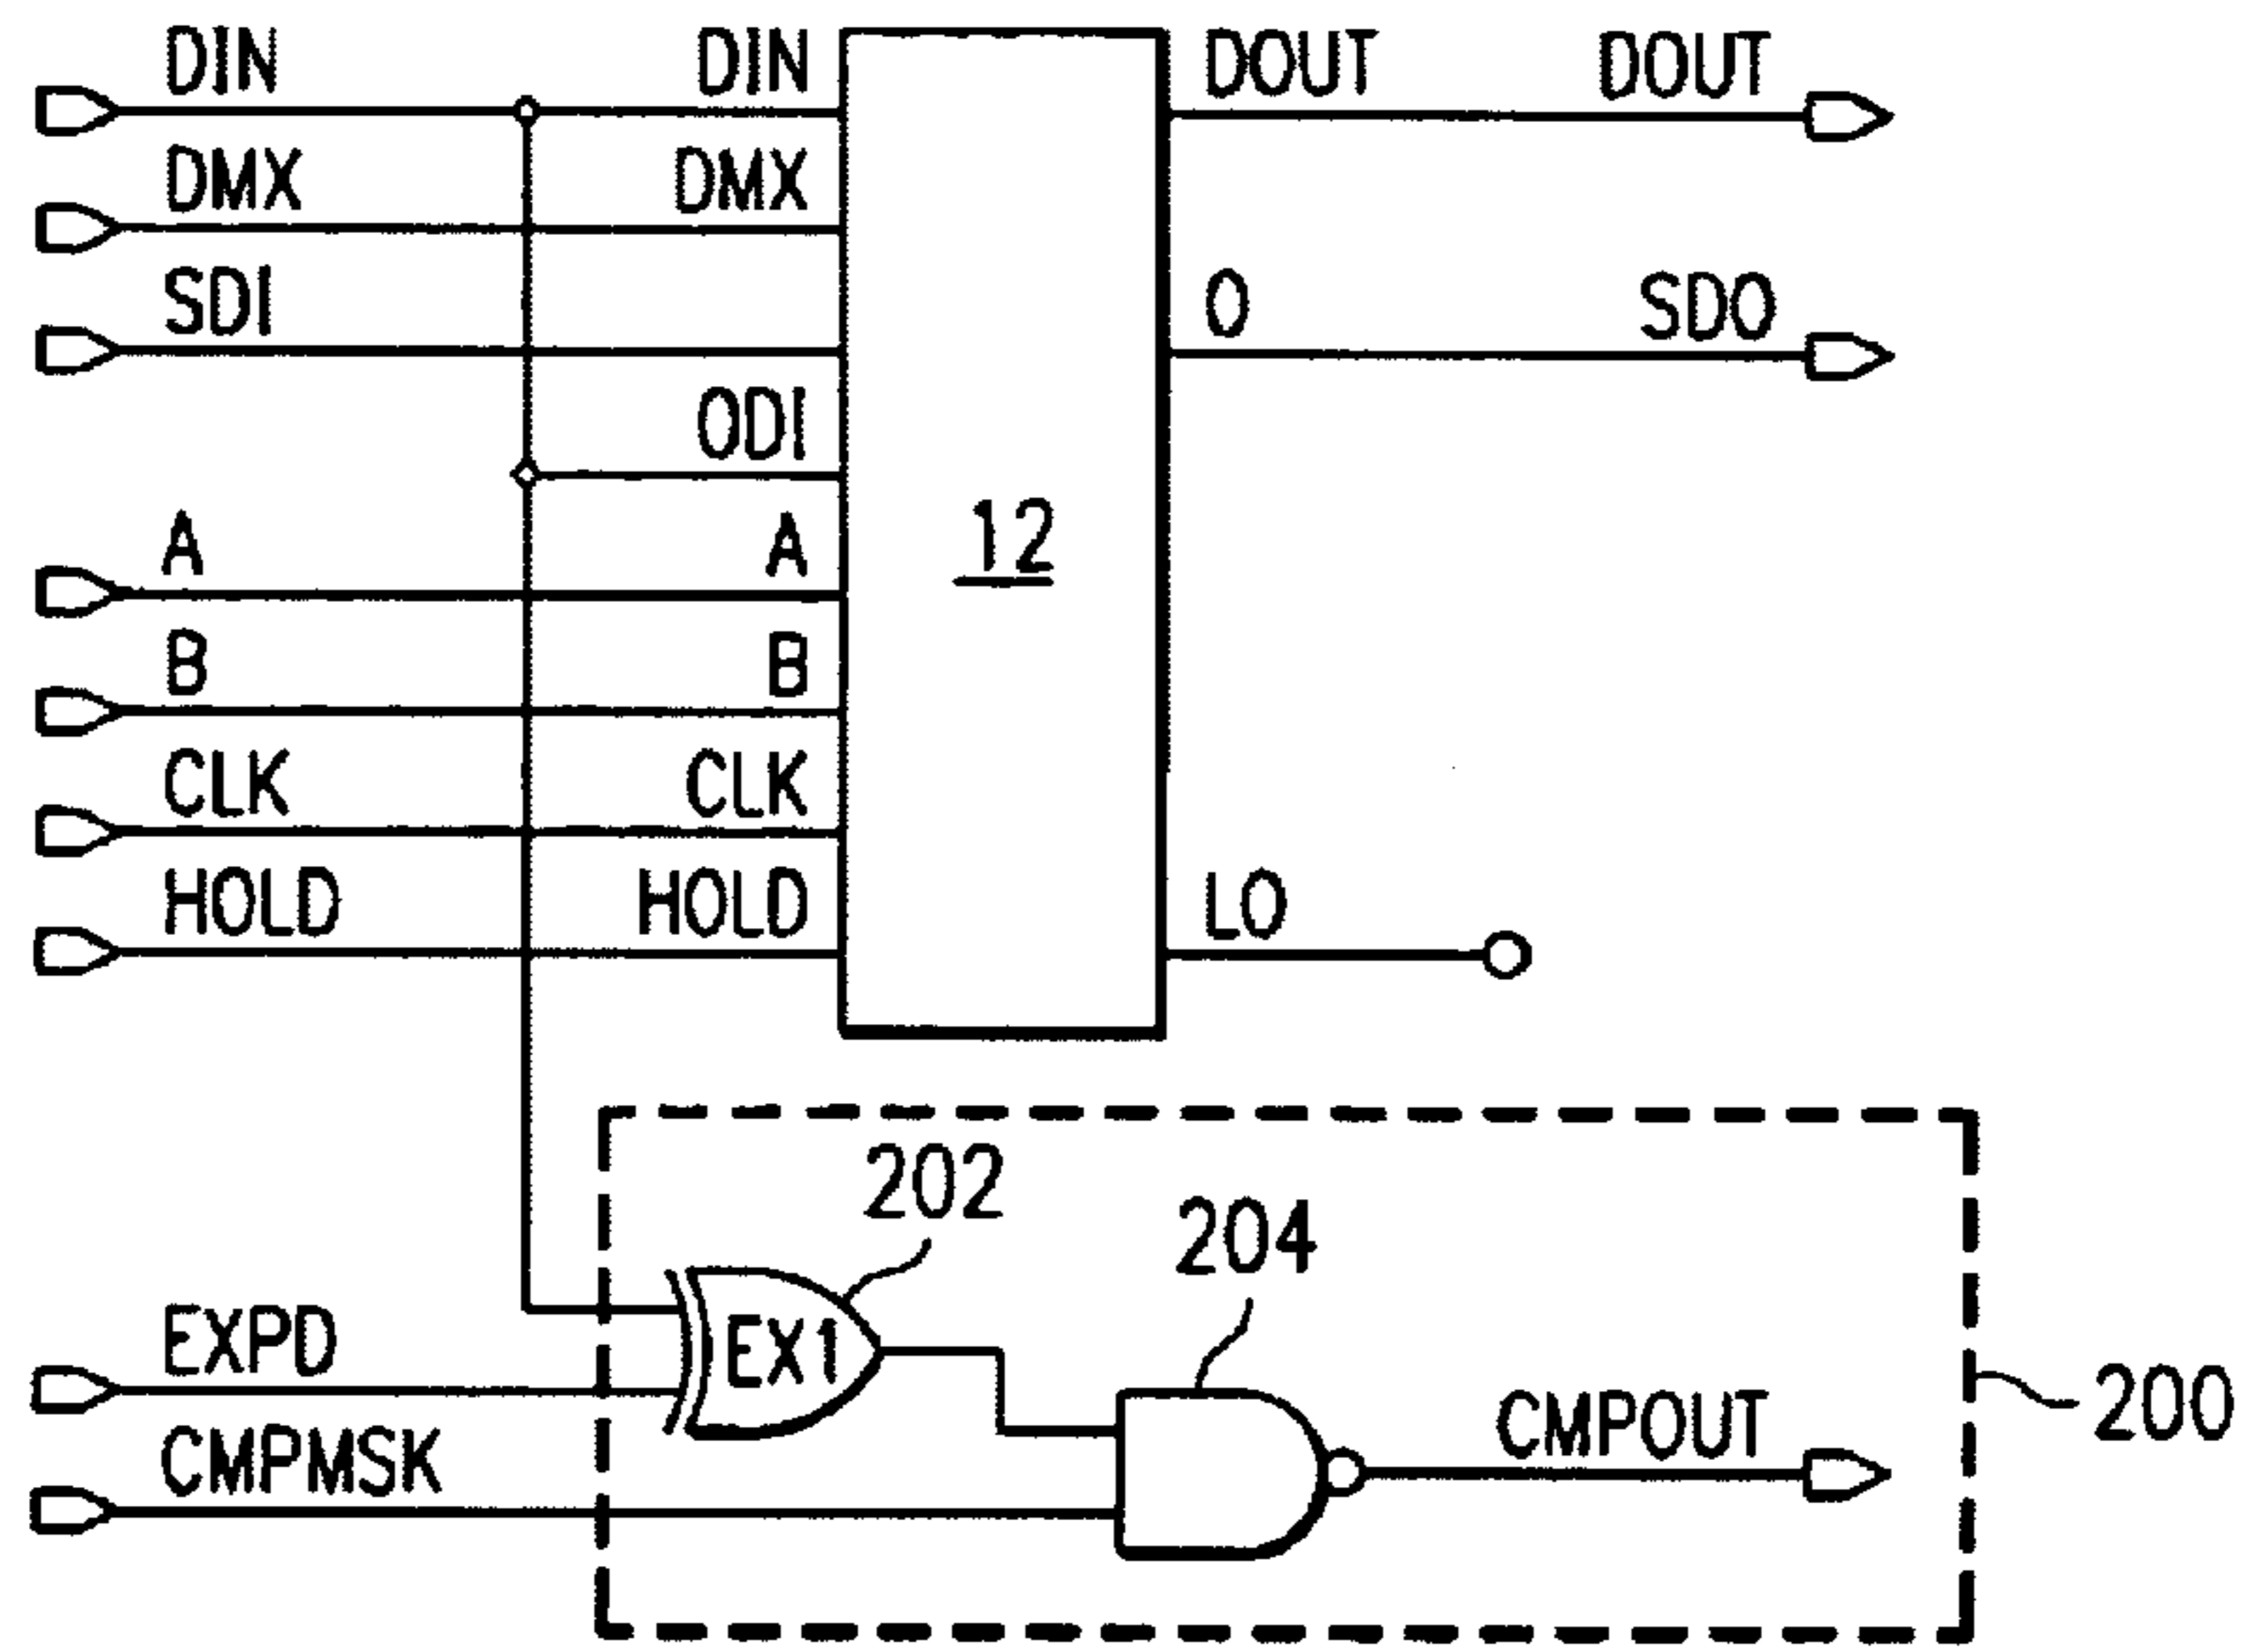 DIN DIN DOUT DOUT
DMX DMX
SDI O SDO
ODI
A A
12
B B
CLK CLK
HOLD HOLD LO
202
204
EXPD EX1
200
CMPMSK CMPOUT